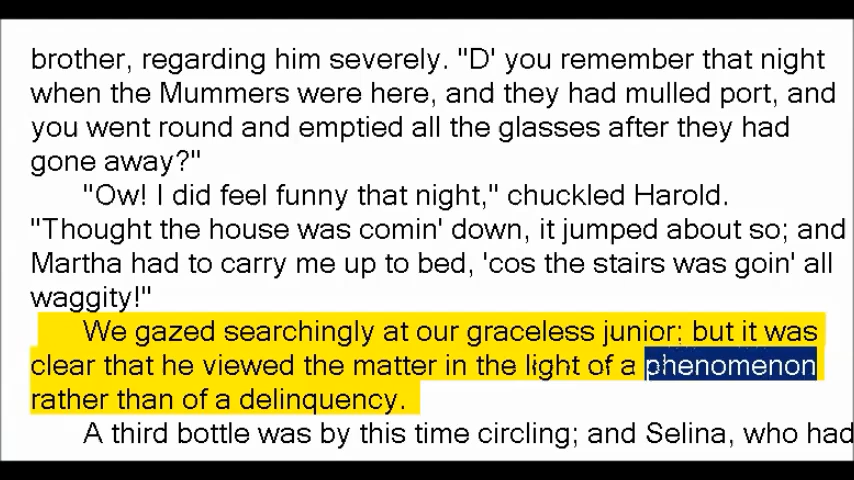 brother, regarding him severely. "D' you remember that night
when the Mummers were here, and they had mulled port, and
you went round and emptied all the glasses after they had
gone away?"
"Ow! I did feel funny that night," chuckled Harold.
"Thought the house was comin' down, it jumped about so; and
Martha had to carry me up to bed, 'cos the stairs was goin' all
waggity!"
We gazed searchingly at our graceless junior; but it was
clear that he viewed the matter in the light of a phenomenon
rather than of a delinquency.
A third bottle was by this time circling; and Selina, who had